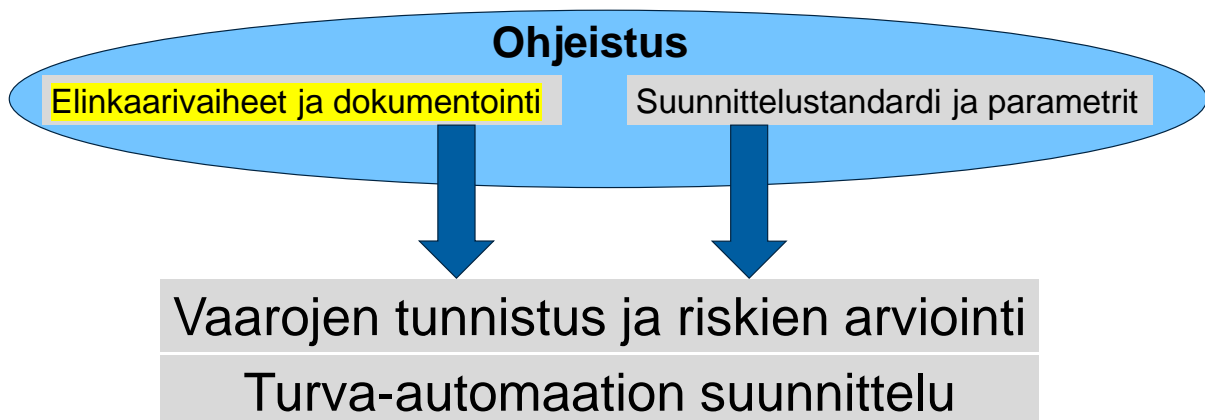 Ohjeistus
Elinkaarivaiheet ja dokumentointi
Suunnittelustandardi ja parametrit
Vaarojen tunnistus ja riskien arviointi
Turva-automaation suunnittelu